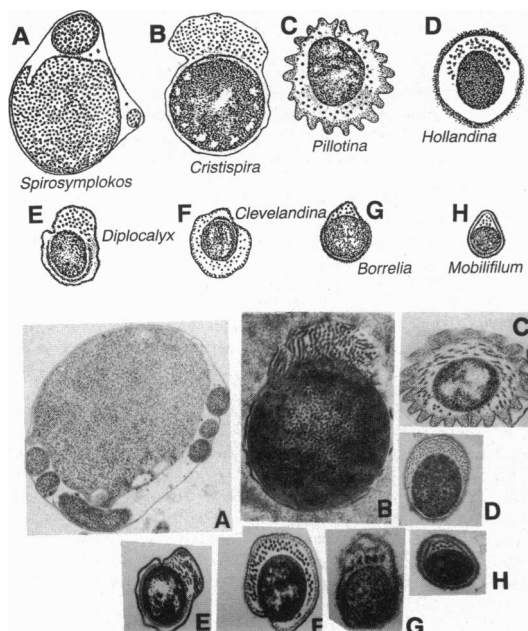 A
B
C
D
Spirosymplokos
Cristispira
Pillotina
Hollandina
E
Diplocalyx
F
Clevelandina
G
Borrelia
H
Mobilifilum
A
B
C
D
E
F
G
H